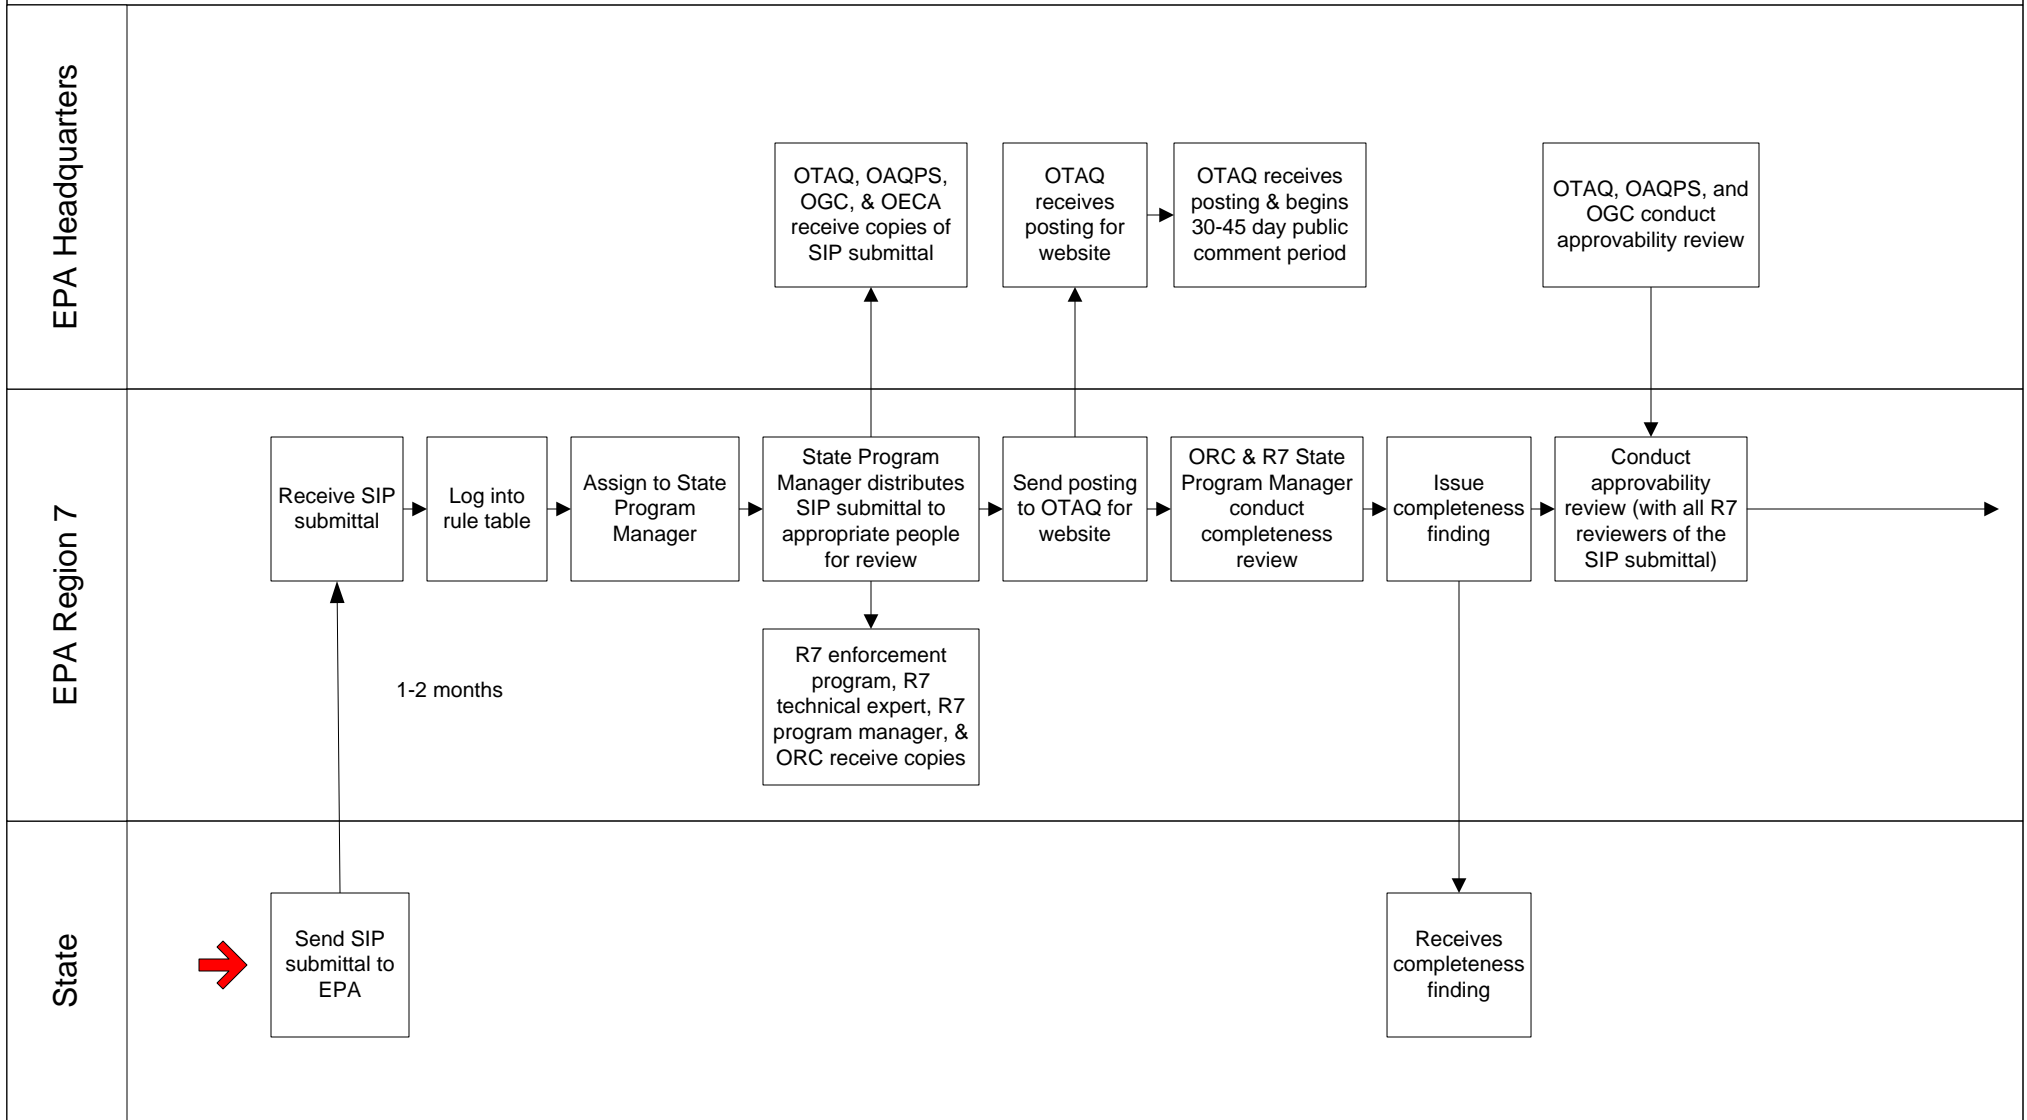 EPA Headquarters
OTAQ, OAQPS,
OGC, & OECA
receive copies of
SIP submittal
OTAQ
receives
posting for
website
OTAQ receives
posting & begins
30-45 day public
comment period
OTAQ, OAQPS, and
OGC conduct
approvability review
EPA Region 7
Receive SIP
submittal
Log into
rule table
Assign to State
Program
Manager
State Program
Manager distributes
SIP submittal to
appropriate people
for review
Send posting
to OTAQ for
website
ORC & R7 State
Program Manager
conduct
completeness
review
Issue
completeness
finding
Conduct
approvability
review (with all R7
reviewers of the
SIP submittal)
R7 enforcement
program, R7
technical expert, R7
program manager, &
ORC receive copies
1-2 months
State
Send SIP
submittal to
EPA
Receives
completeness
finding